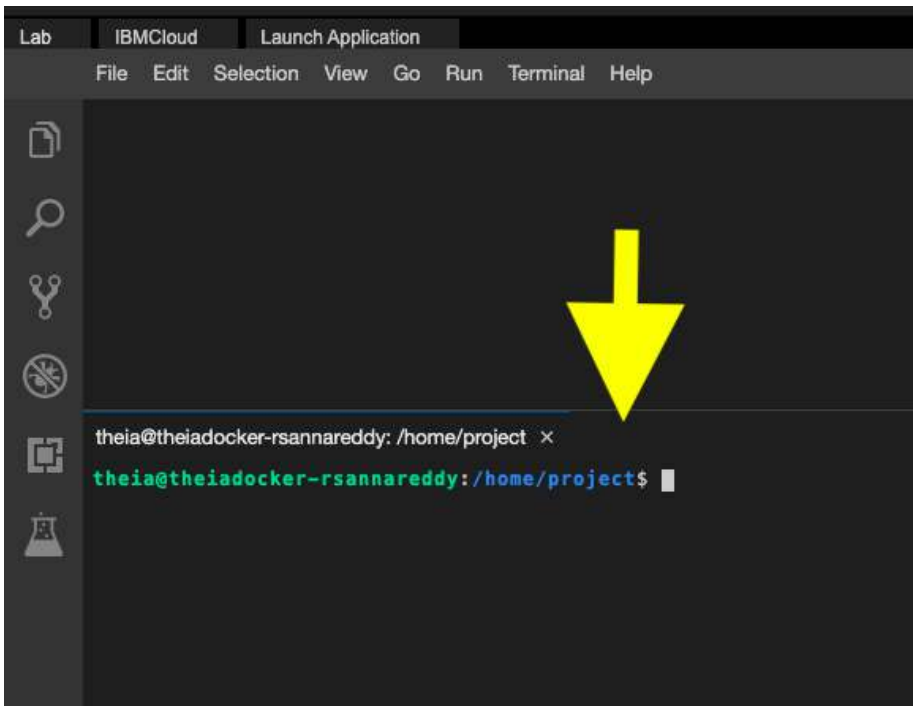 Lab IBMCloud Launch Application
File Edit Selection View Go Run Terminal Help
theia@theiadocker-rsannareddy: /home/project ×
theia@theiadocker-rsannareddy:/home/project$